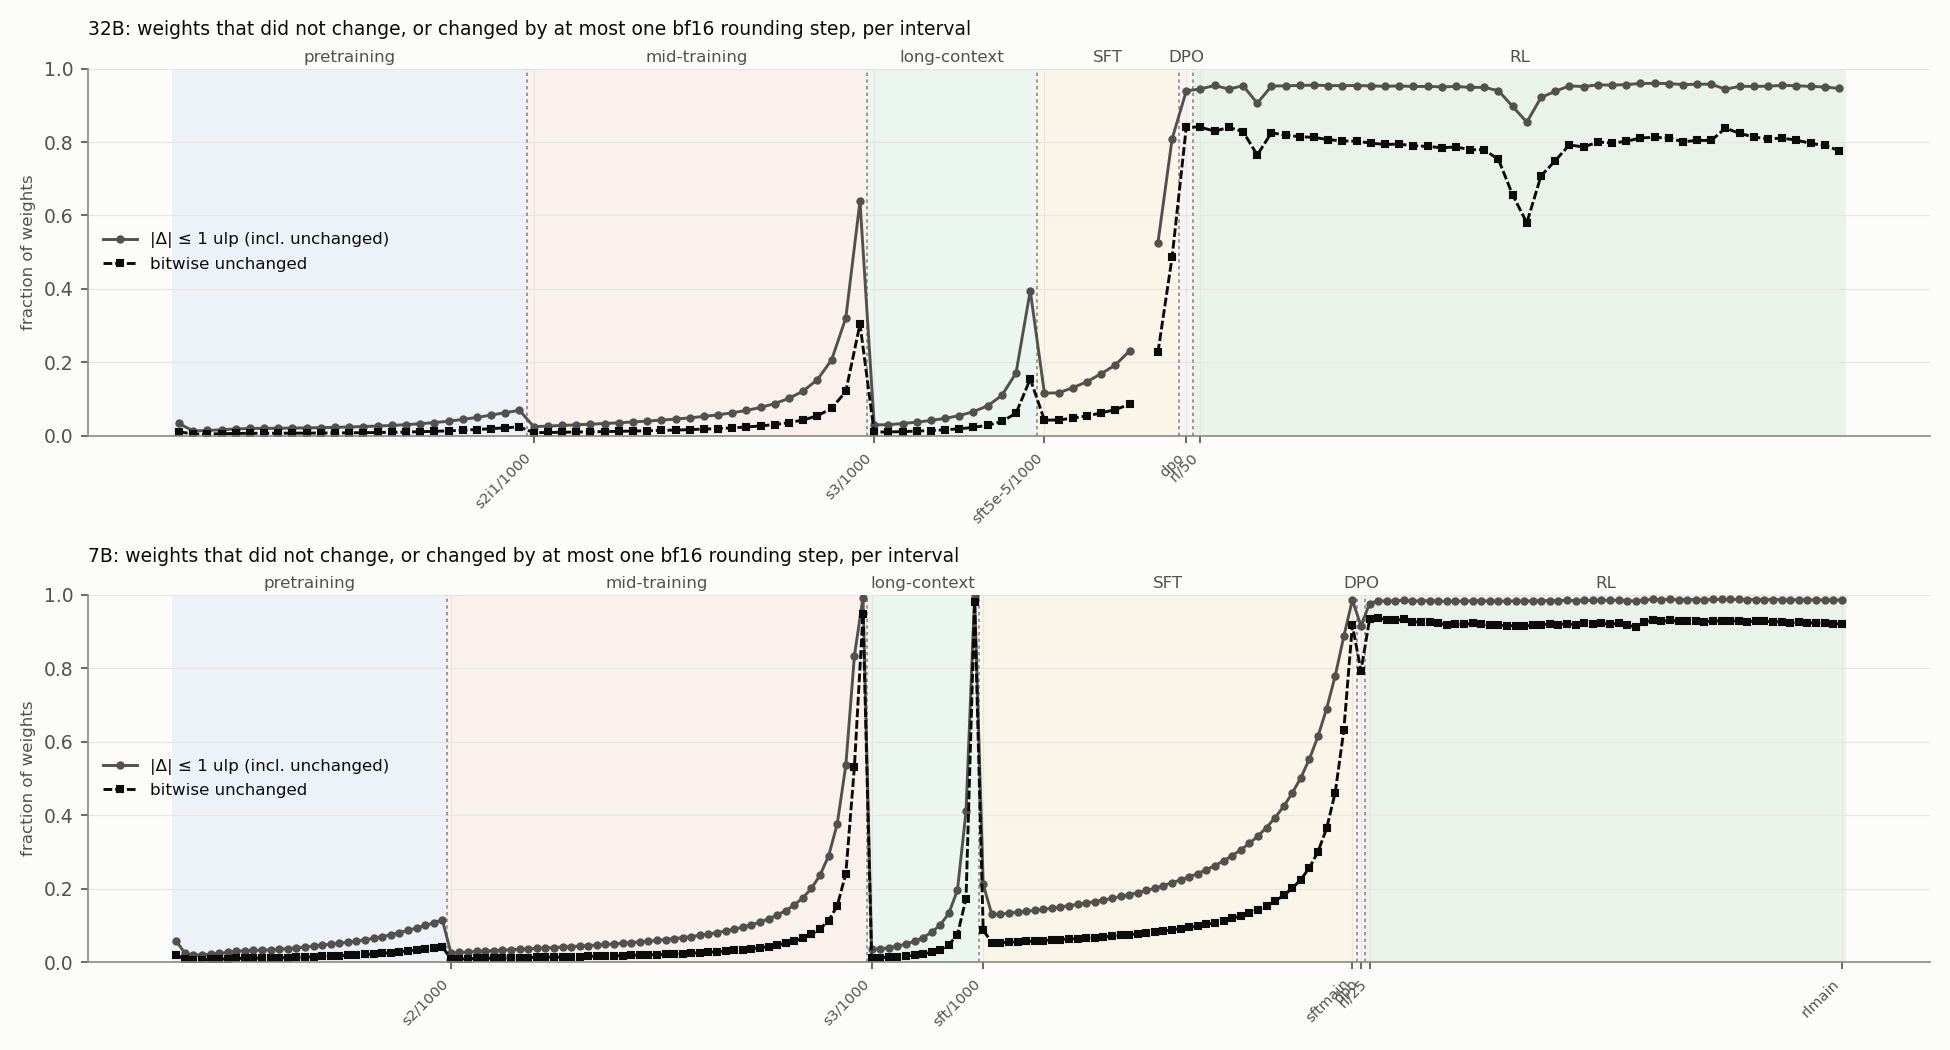 32B: weights that did not change, or changed by at most one bf16 rounding step, per interval
pretraining mid-training long-context SFT DPO RL
1.0
0.8
0.6
0.4
0.2
0.0
fraction of weights
|Δ| ≤ 1 ulp (incl. unchanged)
bitwise unchanged
s2i1/1000 s3/1000 sft5e-5/1000 dpo rl/50
7B: weights that did not change, or changed by at most one bf16 rounding step, per interval
pretraining mid-training long-context SFT DPO RL
1.0
0.8
0.6
0.4
0.2
0.0
fraction of weights
|Δ| ≤ 1 ulp (incl. unchanged)
bitwise unchanged
s2/1000 s3/1000 sft/1000 sftmain dpo rl/25 rlmain